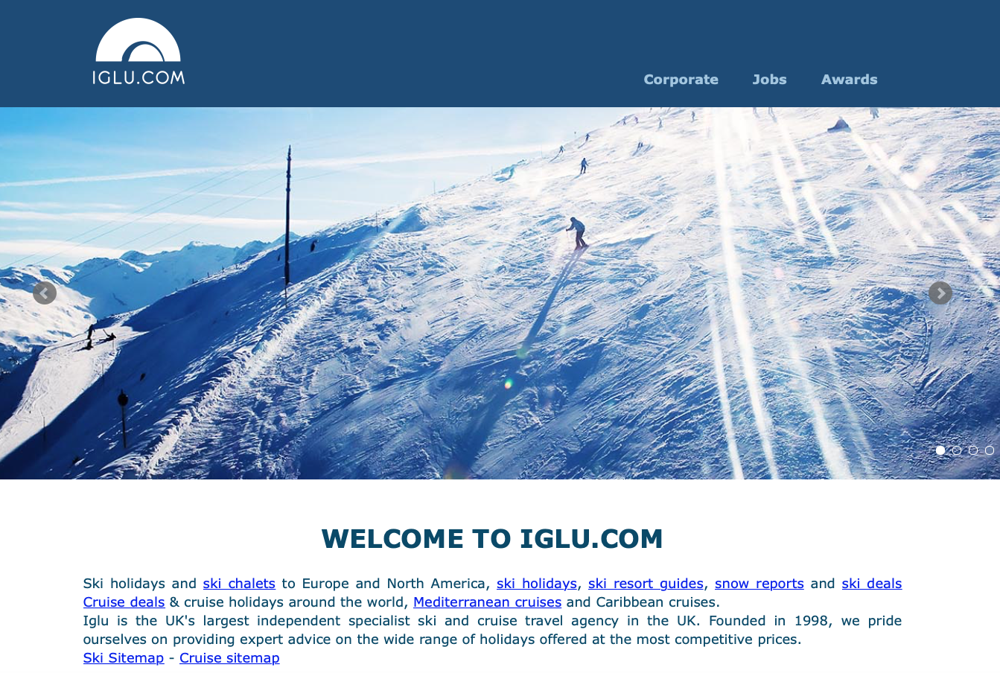 IGLU.COM
Corporate Jobs Awards
WELCOME TO IGLU.COM
Ski holidays and ski chalets to Europe and North America, ski holidays, ski resort guides, snow reports and ski deals
Cruise deals & cruise holidays around the world, Mediterranean cruises and Caribbean cruises.
Iglu is the UK's largest independent specialist ski and cruise travel agency in the UK. Founded in 1998, we pride
ourselves on providing expert advice on the wide range of holidays offered at the most competitive prices.
Ski Sitemap - Cruise sitemap